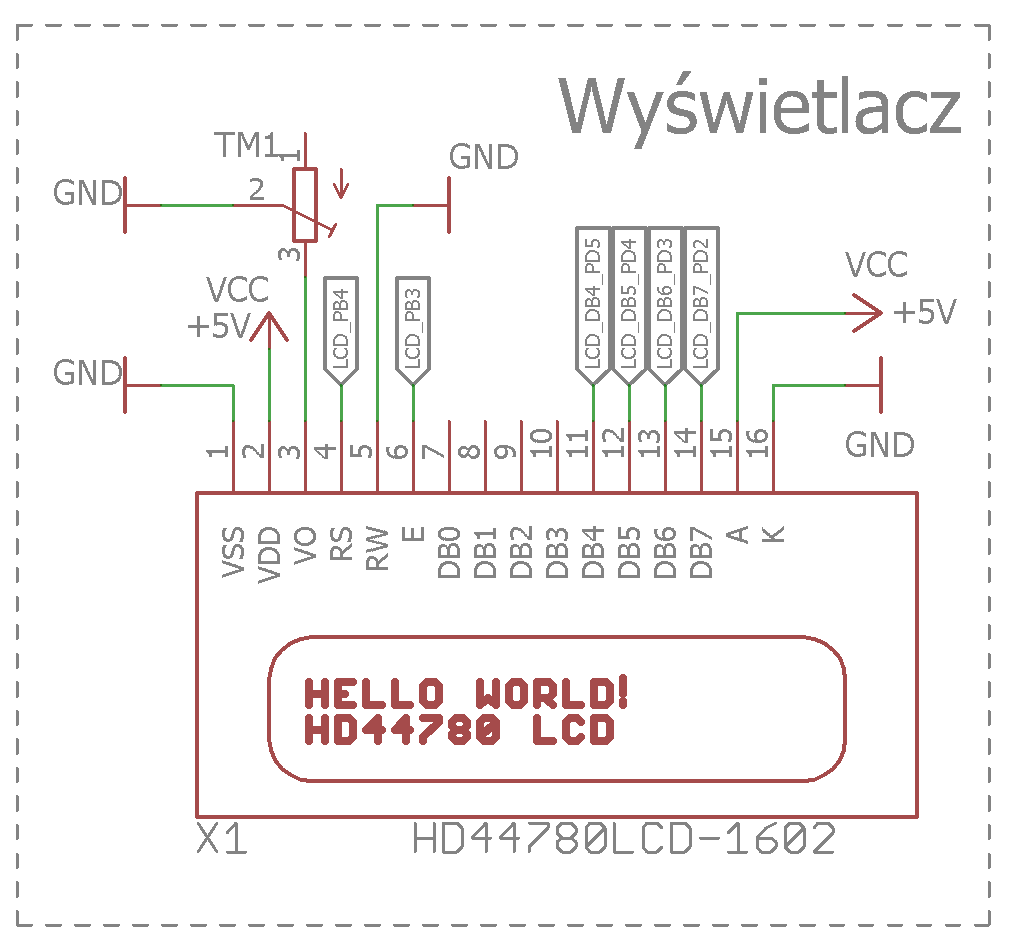 Wyświetlacz
TM1
1
GND
GND
2
3
VCC
+5V
LCD_PB4
LCD_PB3
LCD_DB4_PD5
LCD_DB5_PD4
LCD_DB6_PD3
LCD_DB7_PD2
VCC
+5V
GND
GND
1 2 3 4 5 6 7 8 9 10 11 12 13 14 15 16
VSS VDD VO RS RW E DB0 DB1 DB2 DB3 DB4 DB5 DB6 DB7 A K
HELLO WORLD!
HD44780 LCD
X1 HD44780LCD-1602